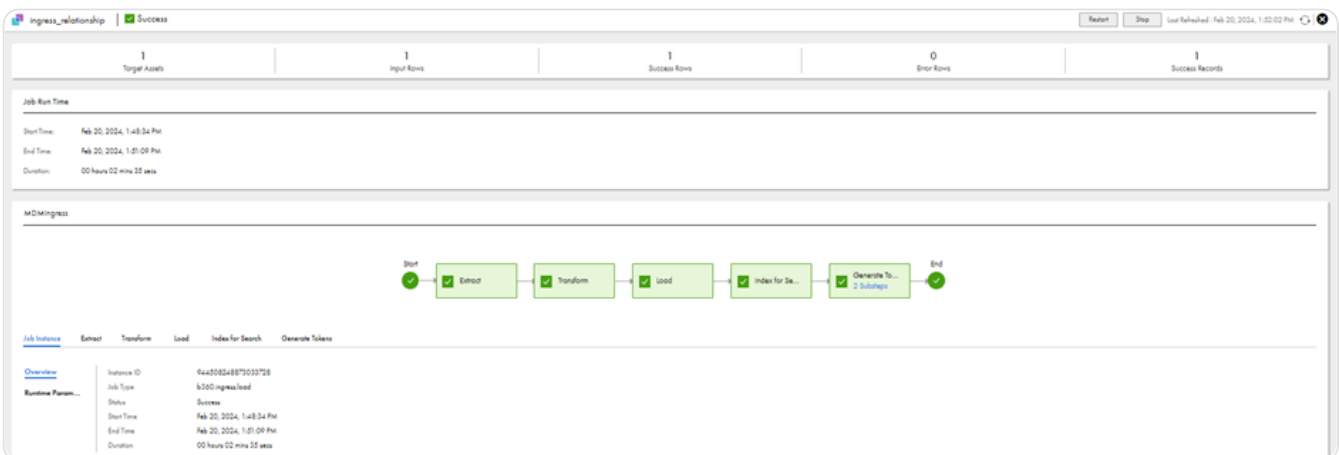 ingress_relationship Success Restart Stop Last Refreshed : Feb 20, 2024, 1:52:02 PM
1 1 1 0 1
Target Assets Input Rows Success Rows Error Rows Success Records
Job Run Time
Start Time: Feb 20, 2024, 1:48:34 PM
End Time: Feb 20, 2024, 1:51:09 PM
Duration: 00 hours 02 mins 35 secs
MDMIngress
Start End
Extract Transform Load Index for Se... Generate To...
2 Substeps
Job Instance Extract Transform Load Index for Search Generate Tokens
Overview Instance ID 944508248873033728
Runtime Param... Job Type b360.ingress.load
Status Success
Start Time Feb 20, 2024, 1:48:34 PM
End Time Feb 20, 2024, 1:51:09 PM
Duration 00 hours 02 mins 35 secs